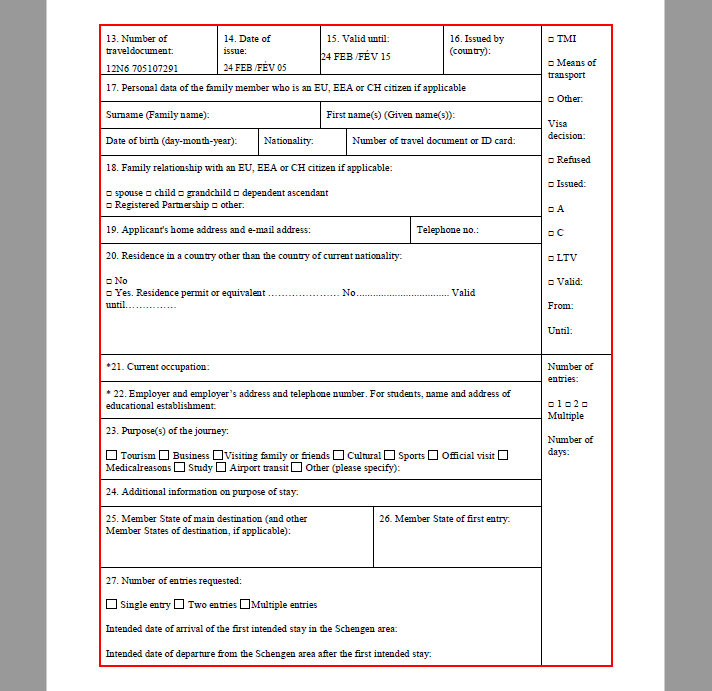 13. Number of
traveldocument:
12N6 705107291
14. Date of
issue:
24 FEB /FÉV 05
15. Valid until:
24 FEB /FÉV 15
16. Issued by
(country):
17. Personal data of the family member who is an EU, EEA or CH citizen if applicable
Surname (Family name):
First name(s) (Given name(s)):
Date of birth (day-month-year):
Nationality:
Number of travel document or ID card:
18. Family relationship with an EU, EEA or CH citizen if applicable:
□ spouse □ child □ grandchild □ dependent ascendant
□ Registered Partnership □ other:
19. Applicant's home address and e-mail address:
Telephone no.:
20. Residence in a country other than the country of current nationality:
□ No
□ Yes. Residence permit or equivalent ………………… No.................................... Valid
until……………
*21. Current occupation:
* 22. Employer and employer’s address and telephone number. For students, name and address of
educational establishment:
23. Purpose(s) of the journey:
□ Tourism □ Business □Visiting family or friends □ Cultural □ Sports □ Official visit □
Medicalreasons □ Study □ Airport transit □ Other (please specify):
24. Additional information on purpose of stay:
25. Member State of main destination (and other
Member States of destination, if applicable):
26. Member State of first entry:
27. Number of entries requested:
□ Single entry □ Two entries □Multiple entries
Intended date of arrival of the first intended stay in the Schengen area:
Intended date of departure from the Schengen area after the first intended stay:
□ TMI
□ Means of
transport
□ Other:
Visa
decision:
□ Refused
□ Issued:
□ A
□ C
□ LTV
□ Valid:
From:
Until:
Number of
entries:
□ 1 □ 2 □
Multiple
Number of
days: